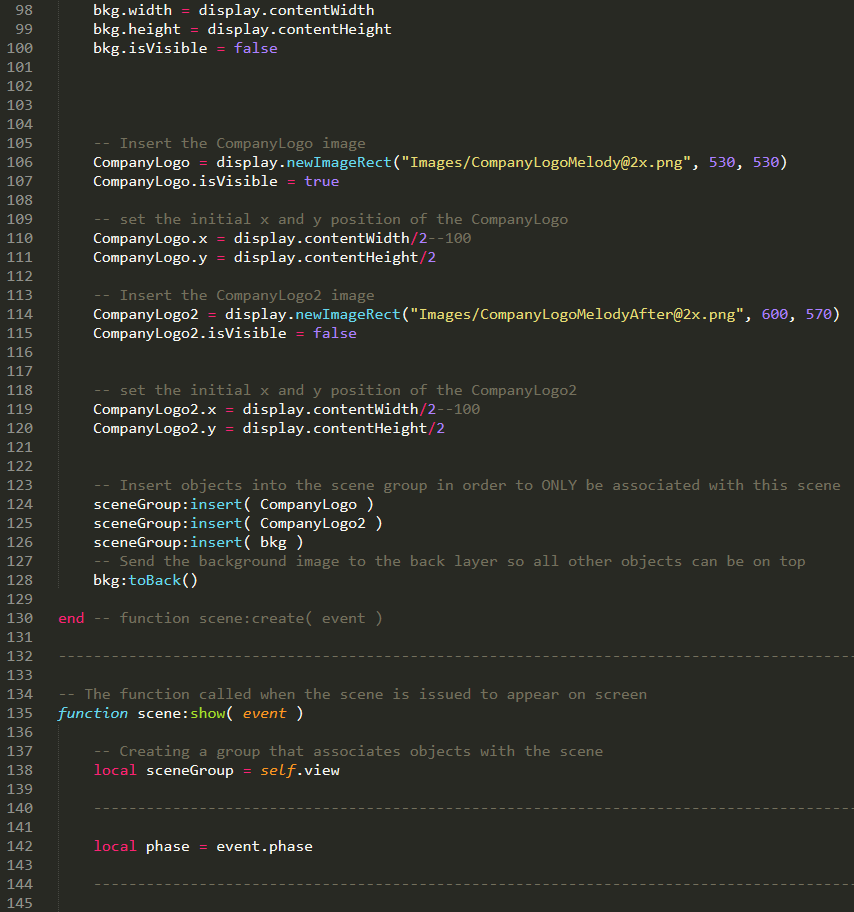 98 bkg.width = display.contentWidth
99 bkg.height = display.contentHeight
100 bkg.isVisible = false
101
102
103
104
105 -- Insert the CompanyLogo image
106 CompanyLogo = display.newImageRect("Images/CompanyLogoMelody@2x.png", 530, 530)
107 CompanyLogo.isVisible = true
108
109 -- set the initial x and y position of the CompanyLogo
110 CompanyLogo.x = display.contentWidth/2--100
111 CompanyLogo.y = display.contentHeight/2
112
113 -- Insert the CompanyLogo2 image
114 CompanyLogo2 = display.newImageRect("Images/CompanyLogoMelodyAfter@2x.png", 600, 570)
115 CompanyLogo2.isVisible = false
116
117
118 -- set the initial x and y position of the CompanyLogo2
119 CompanyLogo2.x = display.contentWidth/2--100
120 CompanyLogo2.y = display.contentHeight/2
121
122
123 -- Insert objects into the scene group in order to ONLY be associated with this scene
124 sceneGroup:insert( CompanyLogo )
125 sceneGroup:insert( CompanyLogo2 )
126 sceneGroup:insert( bkg )
127 -- Send the background image to the back layer so all other objects can be on top
128 bkg:toBack()
129
130 end -- function scene:create( event )
131
132 ------------------------------------------------------------------------------------------
133
134 -- The function called when the scene is issued to appear on screen
135 function scene:show( event )
136
137 -- Creating a group that associates objects with the scene
138 local sceneGroup = self.view
139
140 --------------------------------------------------------------------------------------
141
142 local phase = event.phase
143
144 --------------------------------------------------------------------------------------
145